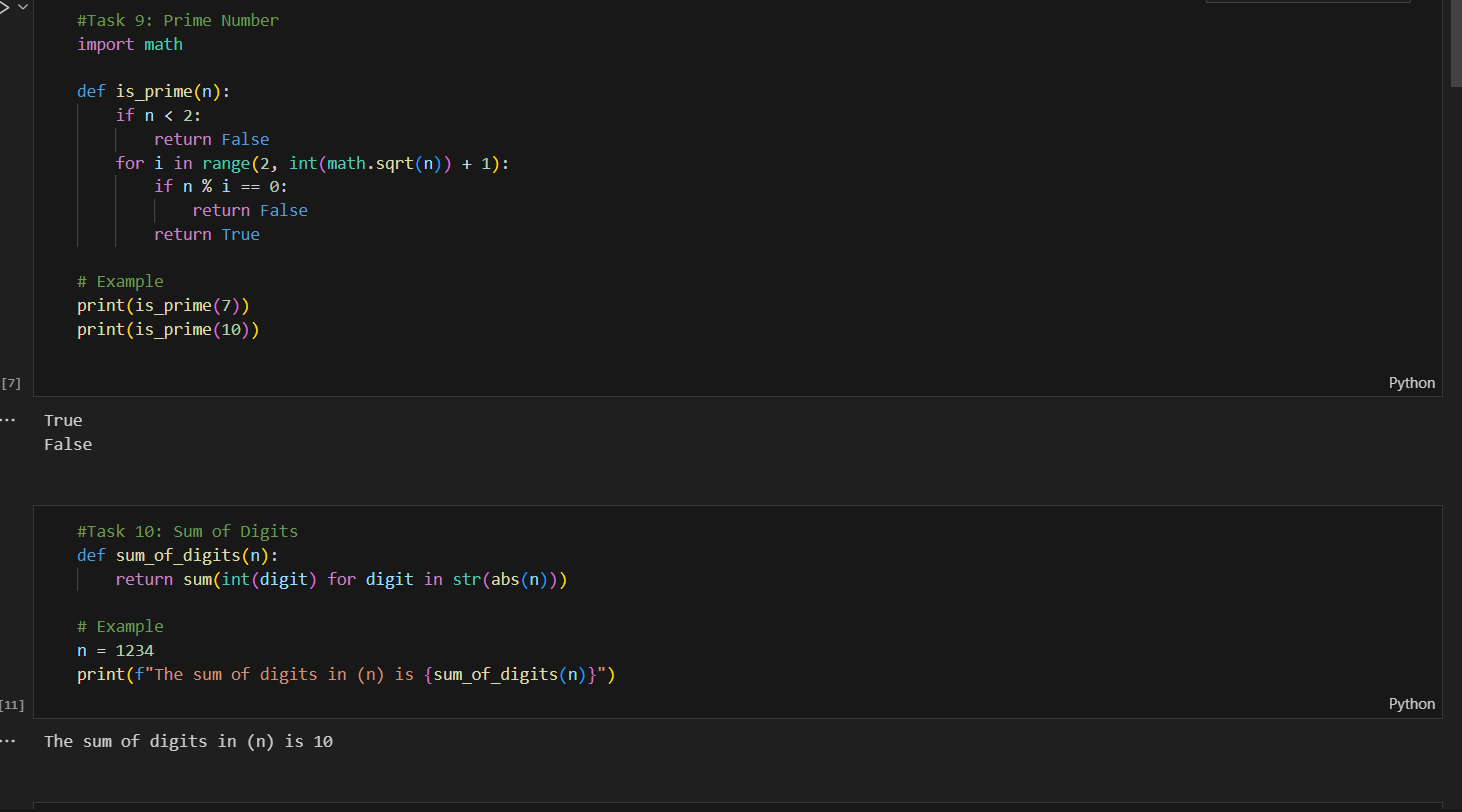 #Task 9: Prime Number
import math
def is_prime(n):
if n < 2:
return False
for i in range(2, int(math.sqrt(n)) + 1):
if n % i == 0:
return False
return True
# Example
print(is_prime(7))
print(is_prime(10))
[7]
Python
True
False
#Task 10: Sum of Digits
def sum_of_digits(n):
return sum(int(digit) for digit in str(abs(n)))
# Example
n = 1234
print(f"The sum of digits in (n) is {sum_of_digits(n)}")
[11]
Python
The sum of digits in (n) is 10